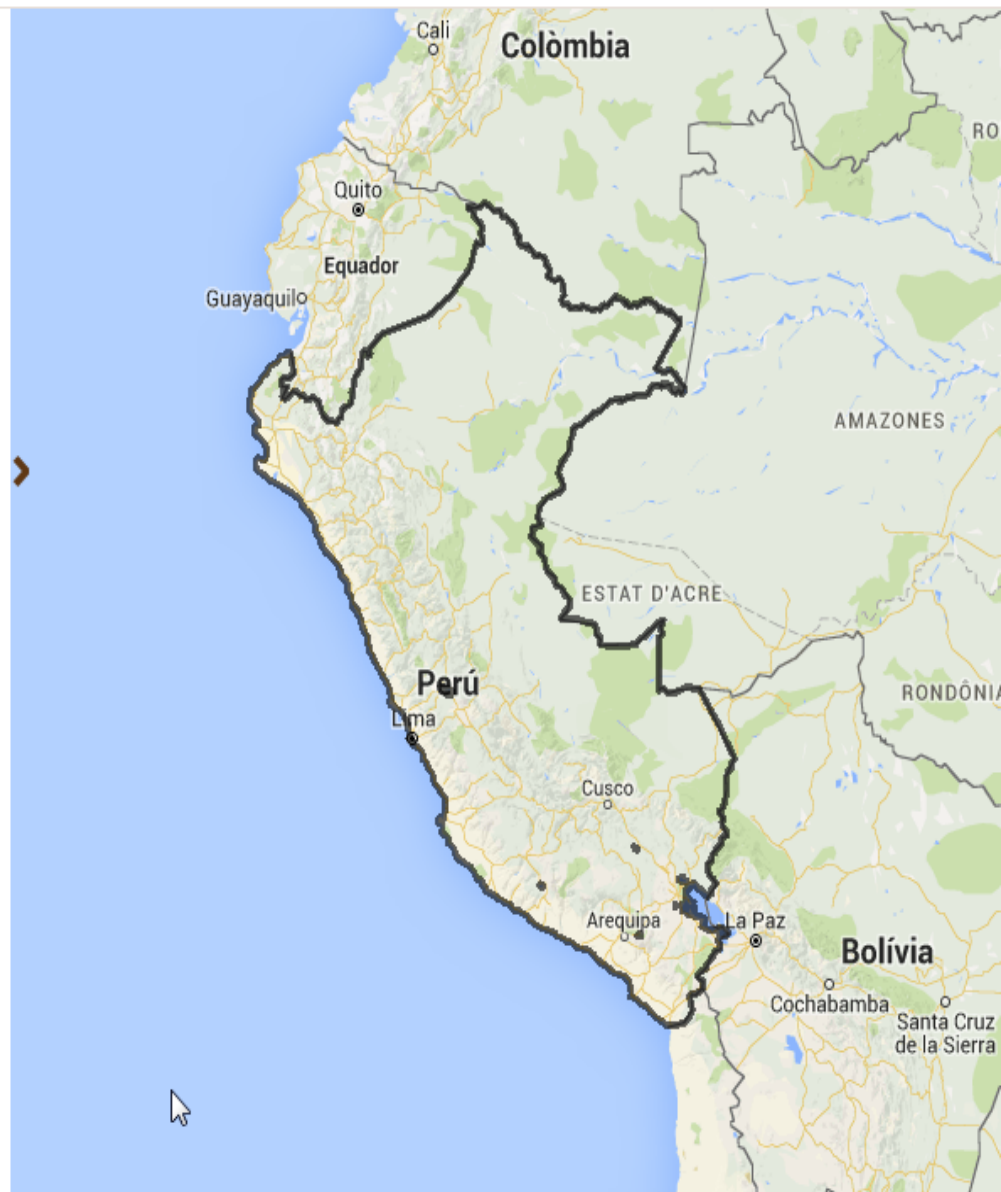 Cali
Colòmbia
RO
Quito
Equador
Guayaquil
AMAZONES
ESTAT D'ACRE
Perú
RONDÔNIA
Lima
Cusco
Arequipa
La Paz
Bolívia
Cochabamba
Santa Cruz
de la Sierra